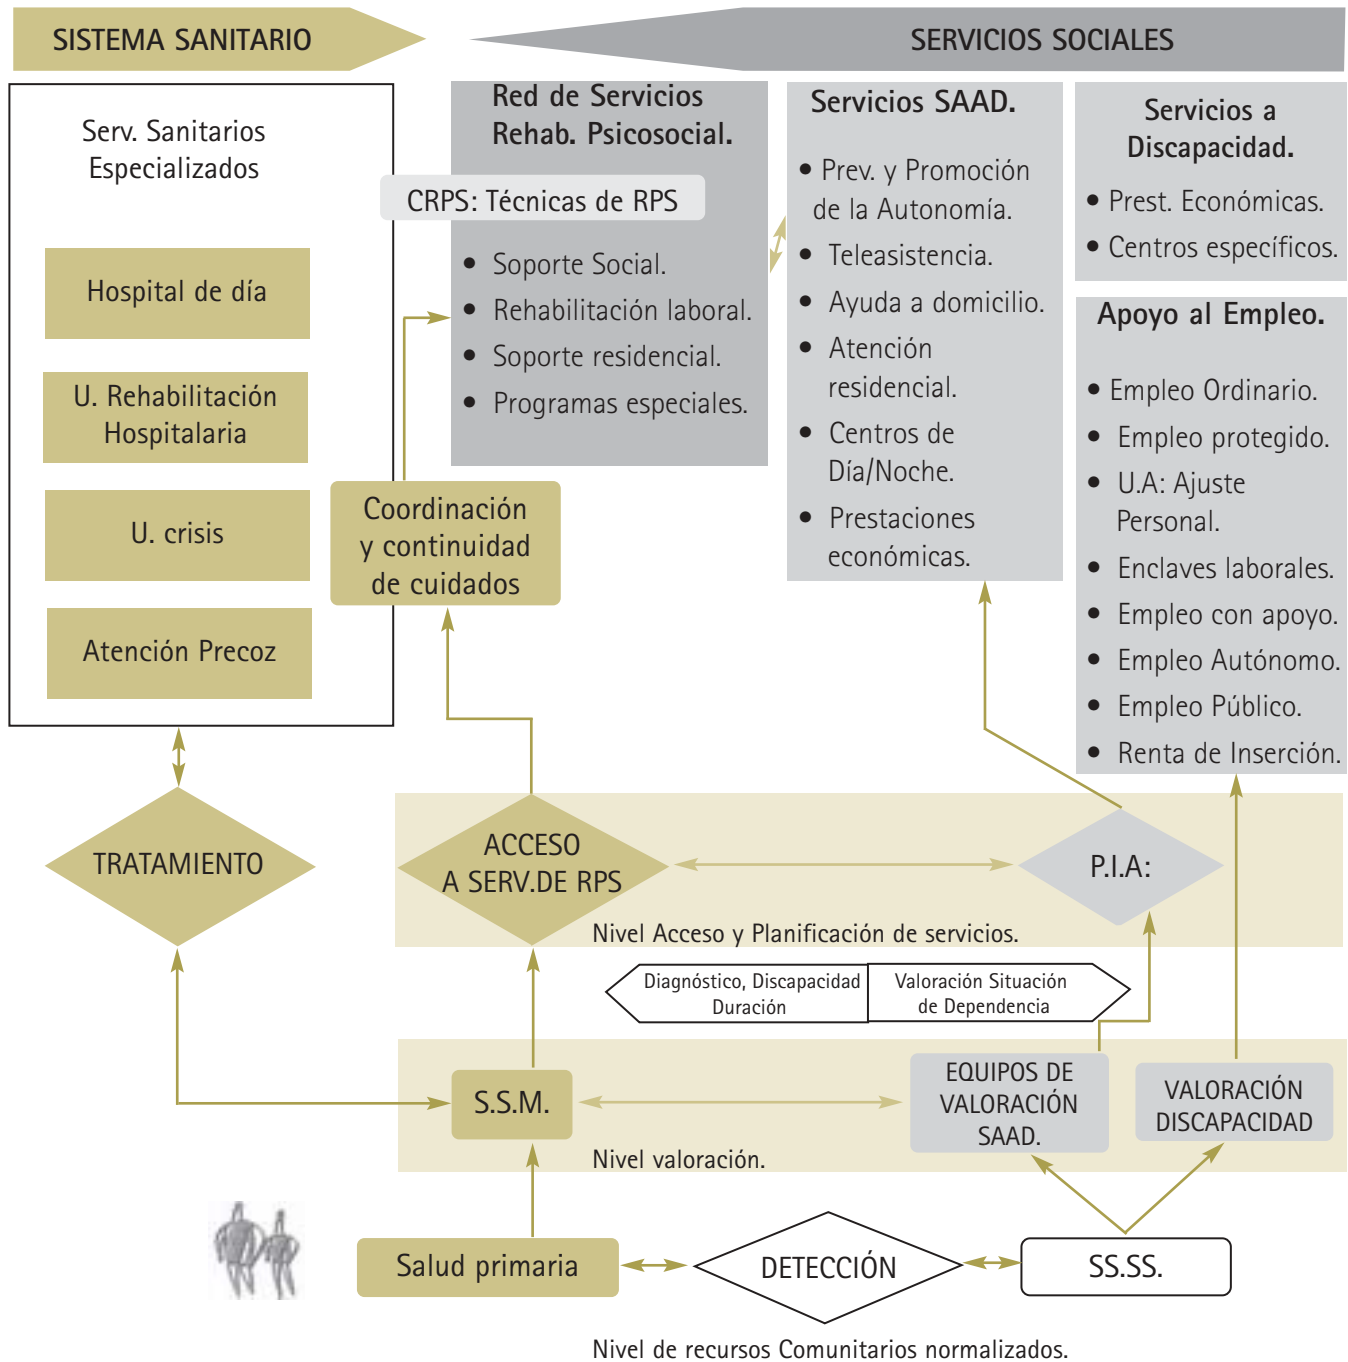 SISTEMA SANITARIO
SERVICIOS SOCIALES
Serv. Sanitarios
Especializados
Hospital de día
U. Rehabilitación
Hospitalaria
U. crisis
Atención Precoz
Red de Servicios
Rehab. Psicosocial.
CRPS: Técnicas de RPS
• Soporte Social.
• Rehabilitación laboral.
• Soporte residencial.
• Programas especiales.
Servicios SAAD.
• Prev. y Promoción
de la Autonomía.
• Teleasistencia.
• Ayuda a domicilio.
• Atención
residencial.
• Centros de
Día/Noche.
• Prestaciones
económicas.
Servicios a
Discapacidad.
• Prest. Económicas.
• Centros específicos.
Apoyo al Empleo.
• Empleo Ordinario.
• Empleo protegido.
• U.A: Ajuste
Personal.
• Enclaves laborales.
• Empleo con apoyo.
• Empleo Autónomo.
• Empleo Público.
• Renta de Inserción.
Coordinación
y continuidad
de cuidados
TRATAMIENTO
ACCESO
A SERV.DE RPS
P.I.A:
Nivel Acceso y Planificación de servicios.
Diagnóstico, Discapacidad
Duración
Valoración Situación
de Dependencia
S.S.M.
EQUIPOS DE
VALORACIÓN
SAAD.
VALORACIÓN
DISCAPACIDAD
Nivel valoración.
Salud primaria
DETECCIÓN
SS.SS.
Nivel de recursos Comunitarios normalizados.